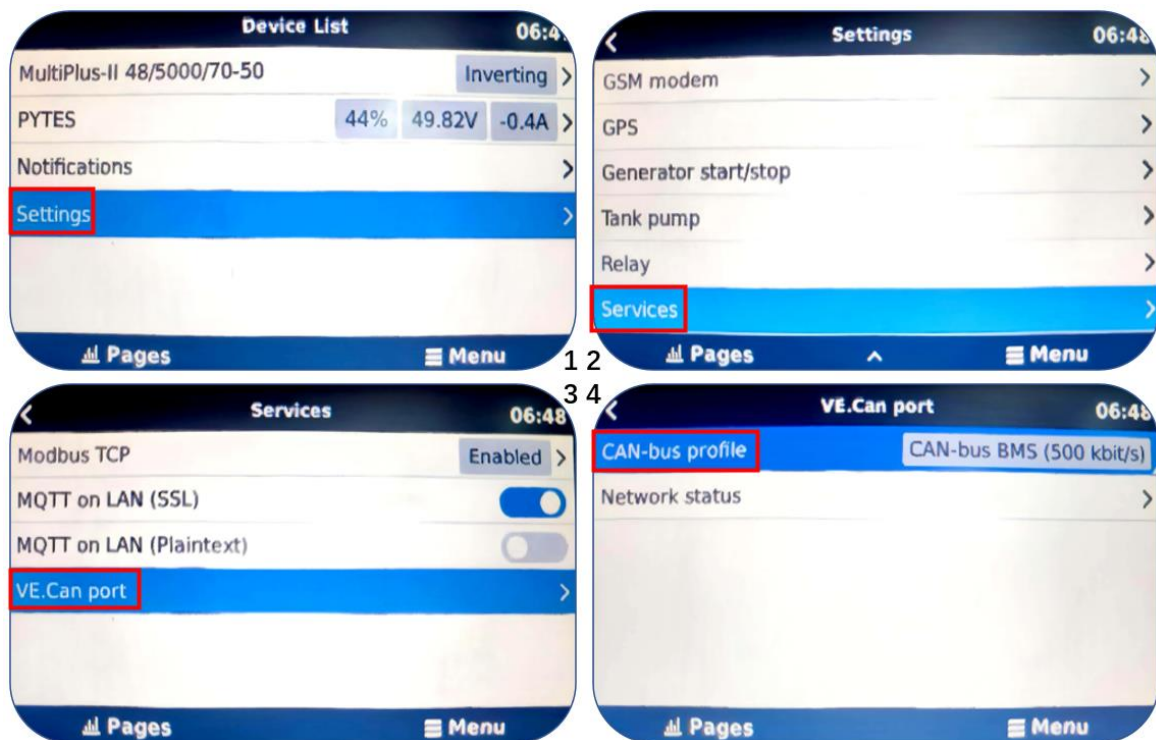 Device List 06:4
MultiPlus-II 48/5000/70-50 Inverting
PYTES 44% 49.82V -0.4A
Notifications
Settings
Pages Menu
Settings 06:48
GSM modem
GPS
Generator start/stop
Tank pump
Relay
Services
Pages Menu
1 2
3 4
Services 06:48
Modbus TCP Enabled
MQTT on LAN (SSL)
MQTT on LAN (Plaintext)
VE.Can port
Pages Menu
VE.Can port 06:48
CAN-bus profile CAN-bus BMS (500 kbit/s)
Network status
Pages Menu